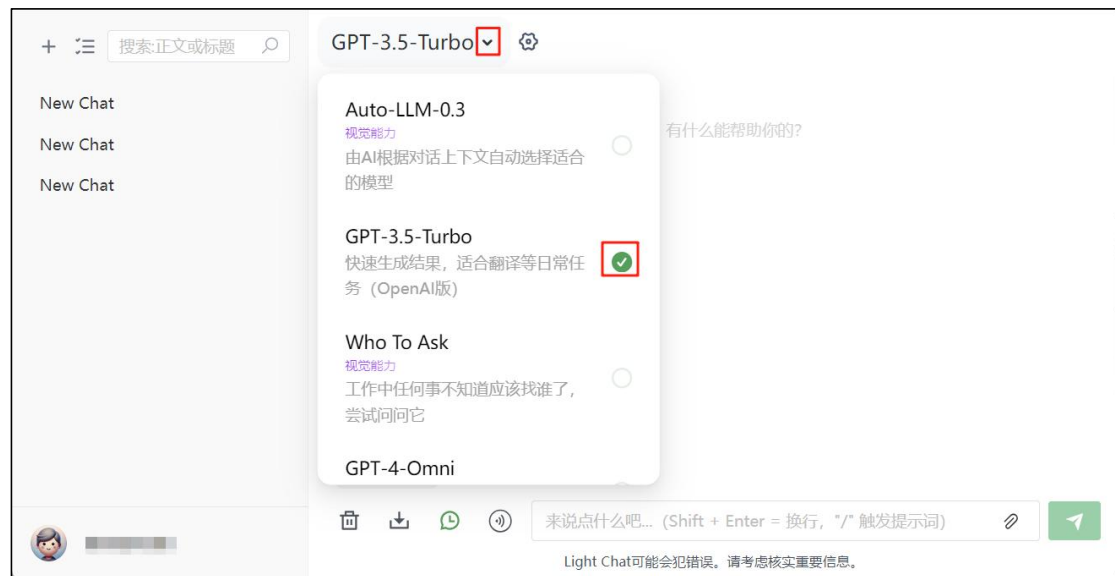 搜索:正文或标题
New Chat
New Chat
New Chat
GPT-3.5-Turbo
有什么能帮助你的?
Auto-LLM-0.3
视觉能力
由AI根据对话上下文自动选择适合
的模型
GPT-3.5-Turbo
快速生成结果，适合翻译等日常任
务（OpenAI版）
Who To Ask
视觉能力
工作中任何事不知道应该找谁了，
尝试问问它
GPT-4-Omni
来说点什么吧... (Shift + Enter = 换行, "/" 触发提示词)
Light Chat可能会犯错误。请考虑核实重要信息。